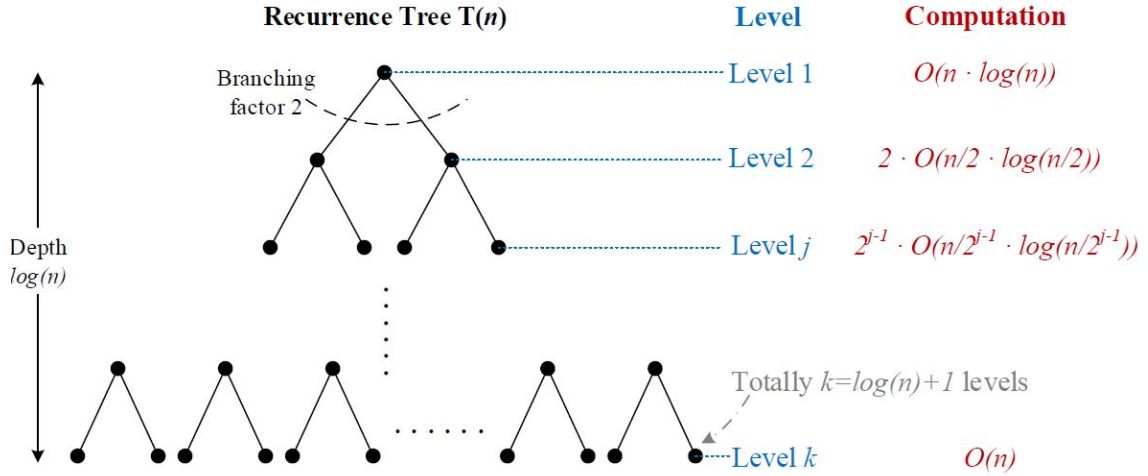 Recurrence Tree T(n) Level Computation
Branching factor 2
Level 1 O(n · log(n))
Level 2 2 · O(n/2 · log(n/2))
Depth log(n)
Level j 2^{j-1} · O(n/2^{j-1} · log(n/2^{j-1}))
Totally k=log(n)+1 levels
Level k O(n)